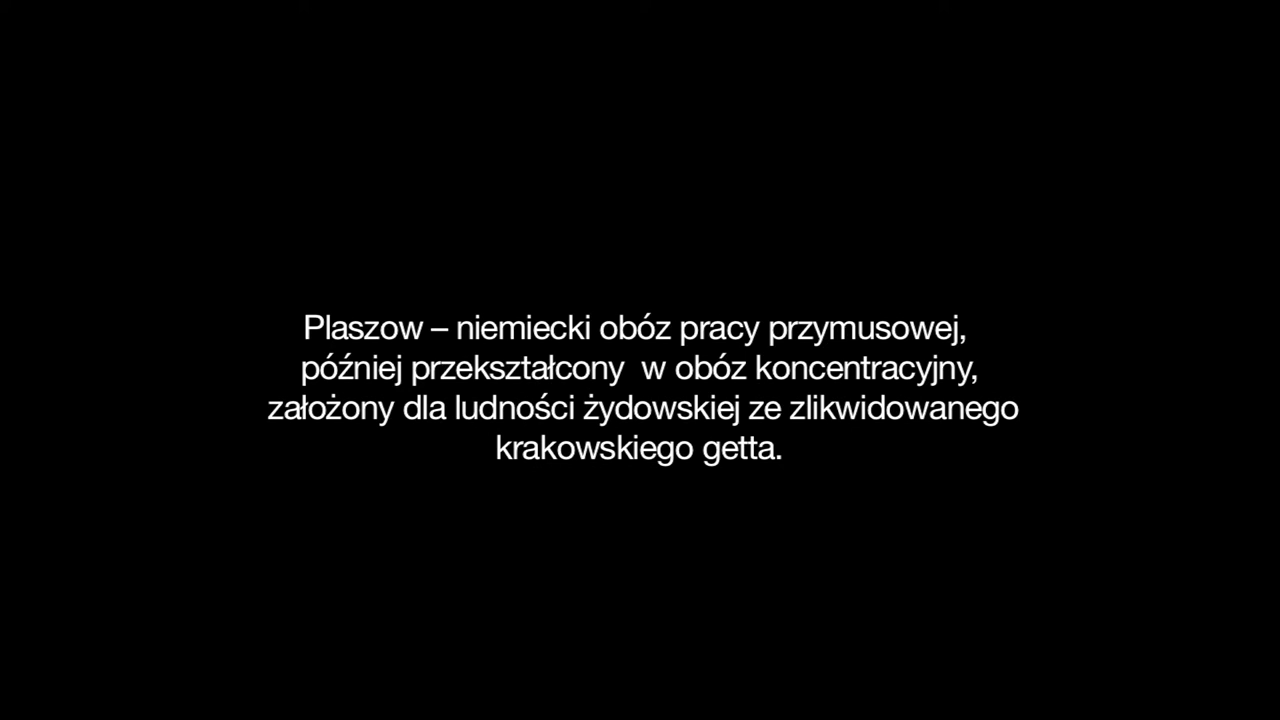 Plaszow – niemiecki obóz pracy przymusowej,
później przekształcony  w obóz koncentracyjny,
założony dla ludności żydowskiej ze zlikwidowanego
krakowskiego getta.